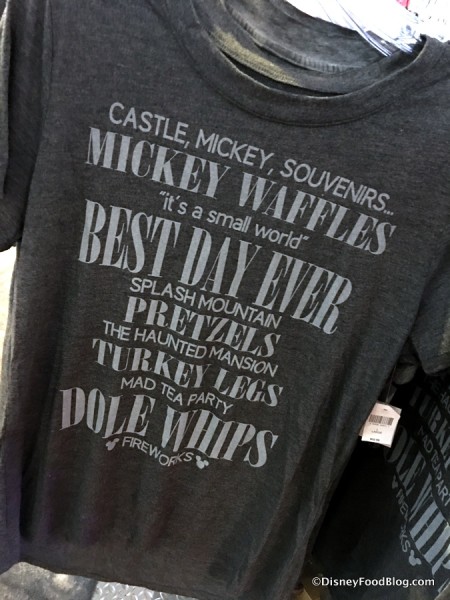 CASTLE, MICKEY, SOUVENIRS...
MICKEY WAFFLES
"it's a small world"
BEST DAY EVER
SPLASH MOUNTAIN
PRETZELS
THE HAUNTED MANSION
TURKEY LEGS
MAD TEA PARTY
DOLE WHIPS
FIREWORKS
©DisneyFoodBlog.com